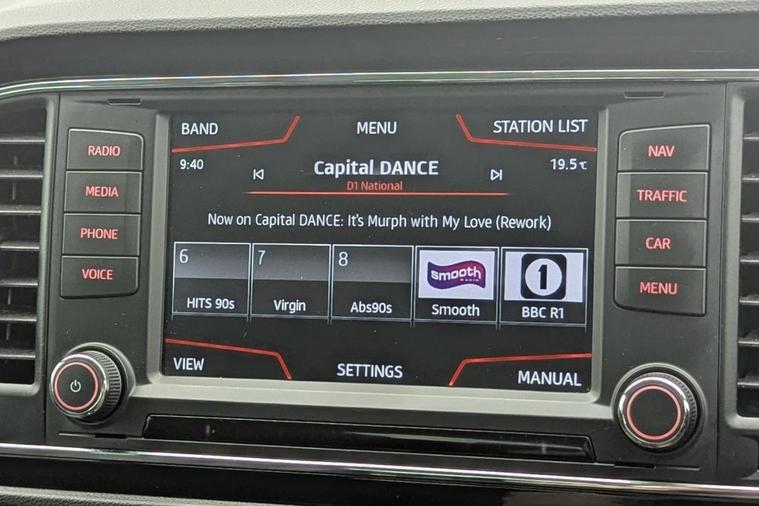 BAND MENU STATION LIST
9:40 Capital DANCE 19.5°C
D1 National
Now on Capital DANCE: It's Murph with My Love (Rework)
6 7 8 smooth RADIO 1
HITS 90s Virgin Abs90s Smooth BBC R1
VIEW SETTINGS MANUAL
RADIO
MEDIA
PHONE
VOICE
NAV
TRAFFIC
CAR
MENU